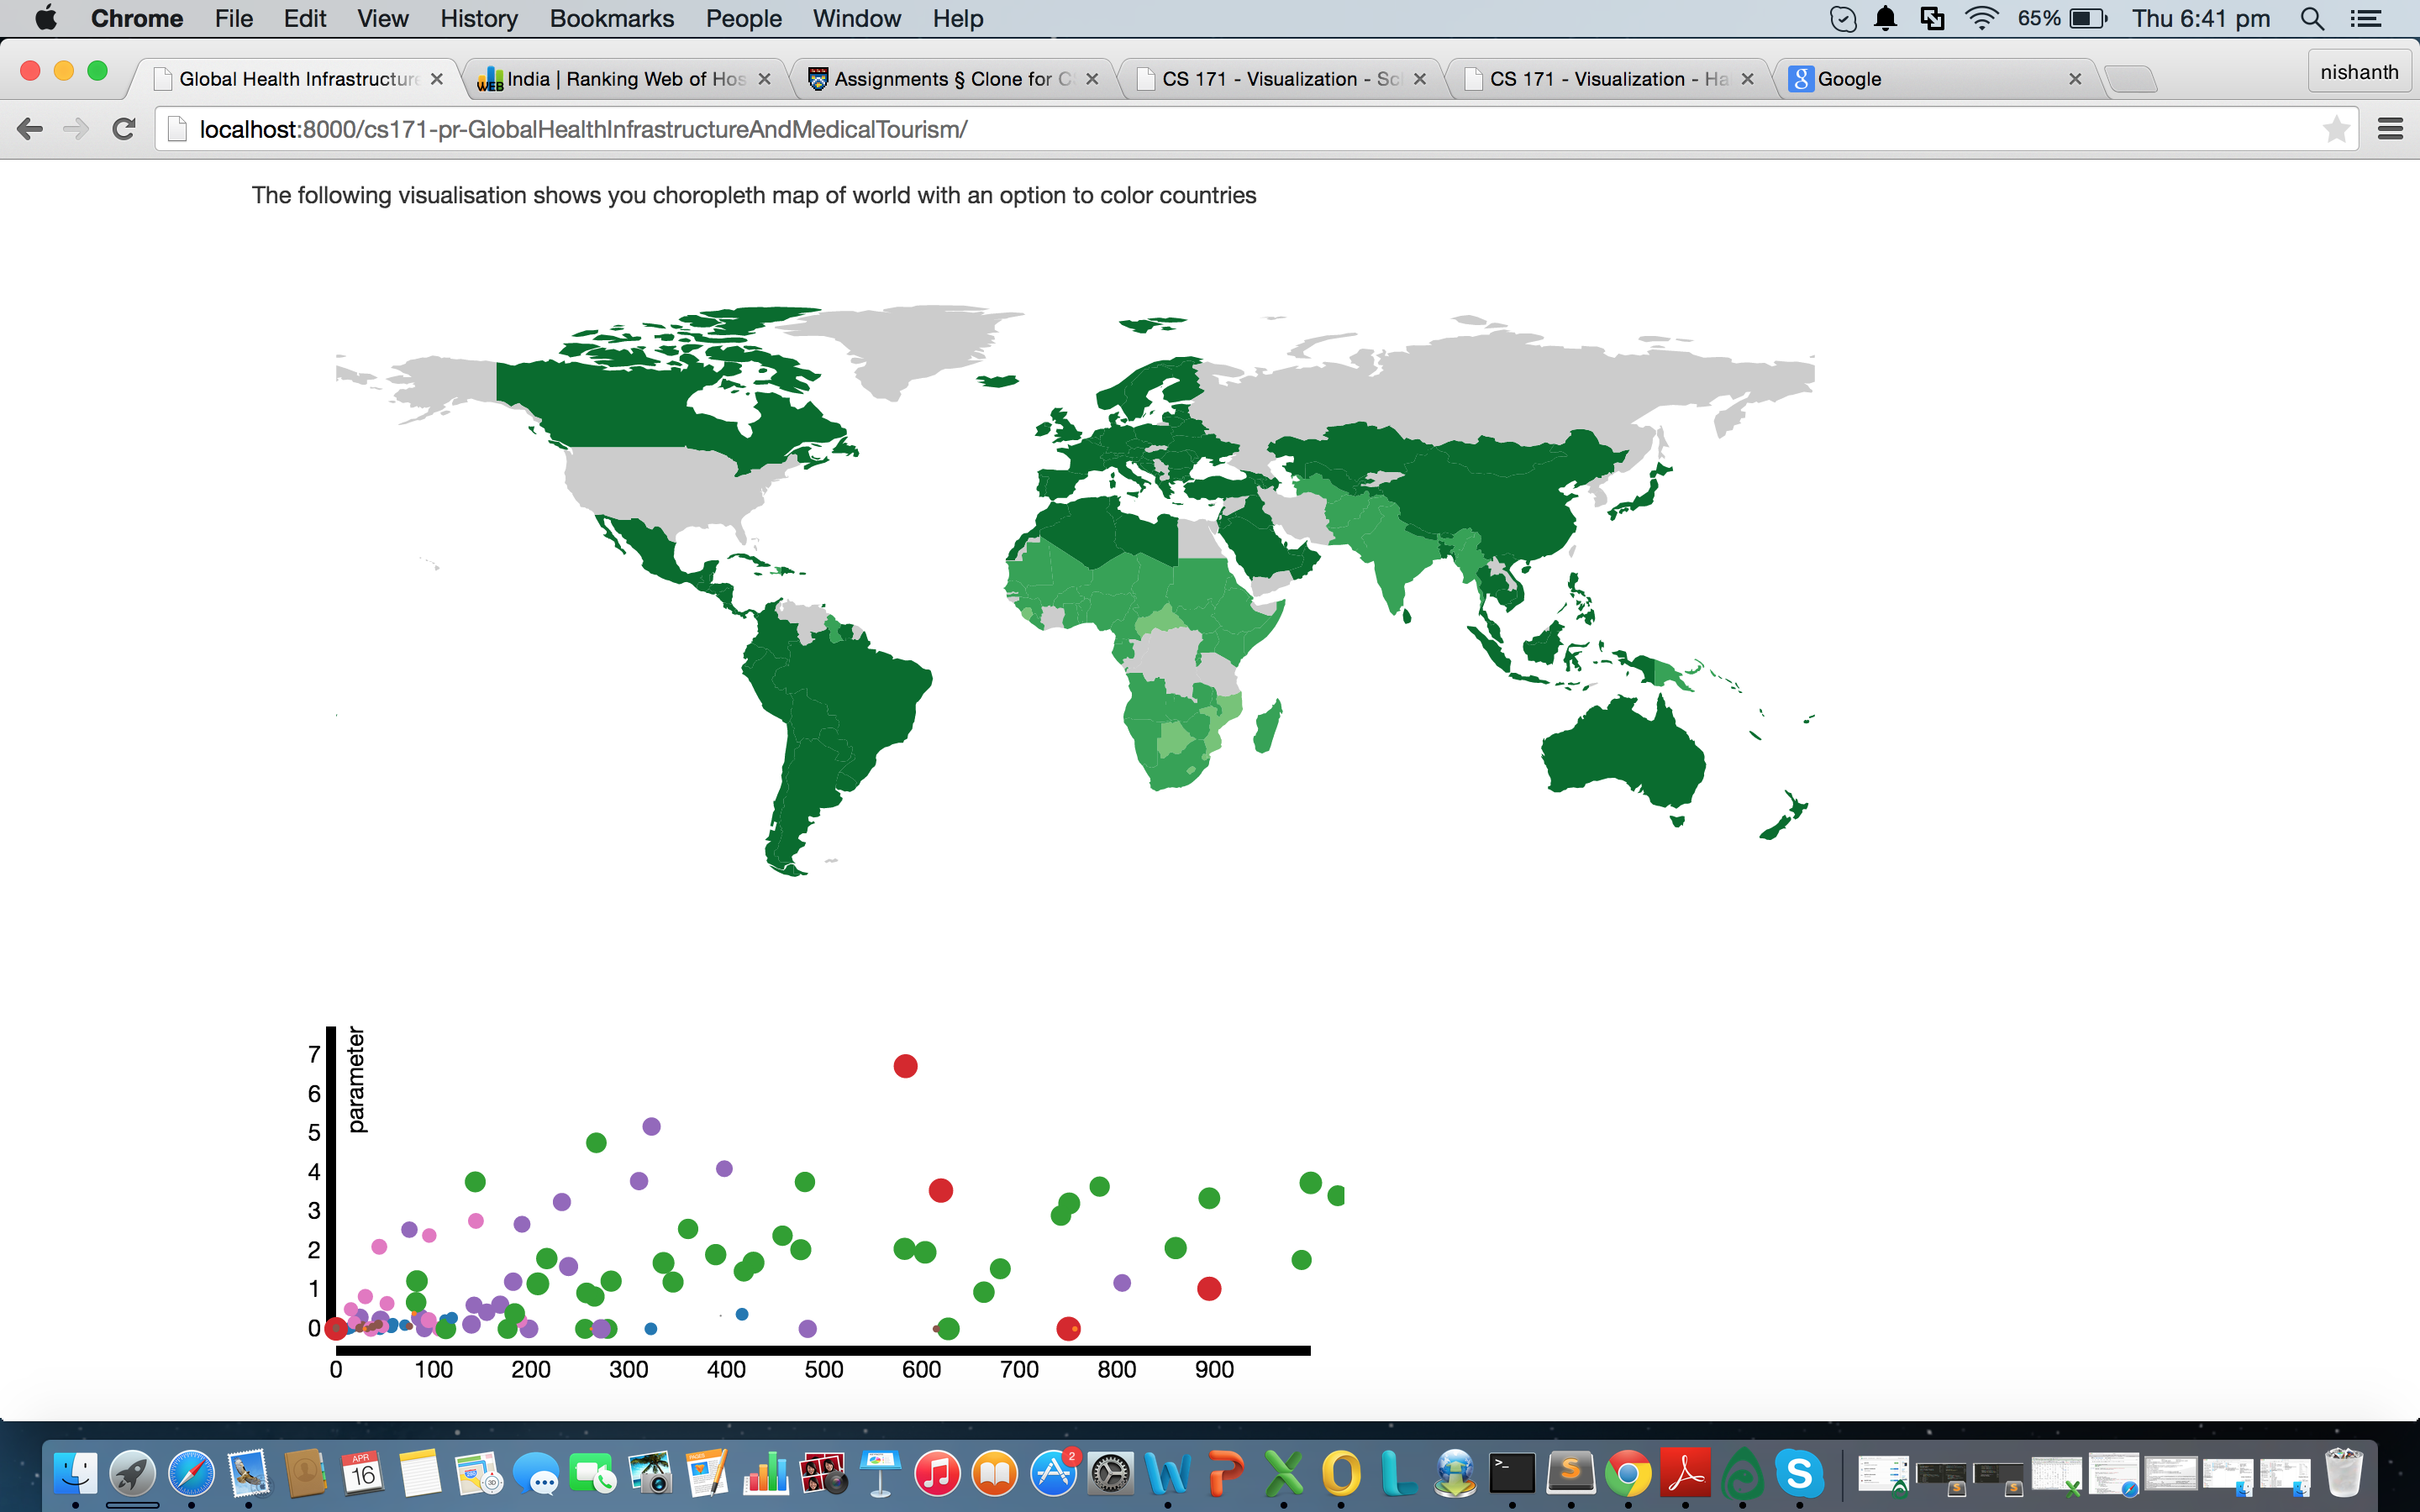 Chrome File Edit View History Bookmarks People Window Help 65% Thu 6:41 pm
Global Health Infrastructure India | Ranking Web of Hos Assignments § Clone for C CS 171 - Visualization - Sc CS 171 - Visualization - Ha Google nishanth
localhost:8000/cs171-pr-GlobalHealthInfrastructureAndMedicalTourism/
The following visualisation shows you choropleth map of world with an option to color countries
parameter
7
6
5
4
3
2
1
0
0 100 200 300 400 500 600 700 800 900
APR
16
2